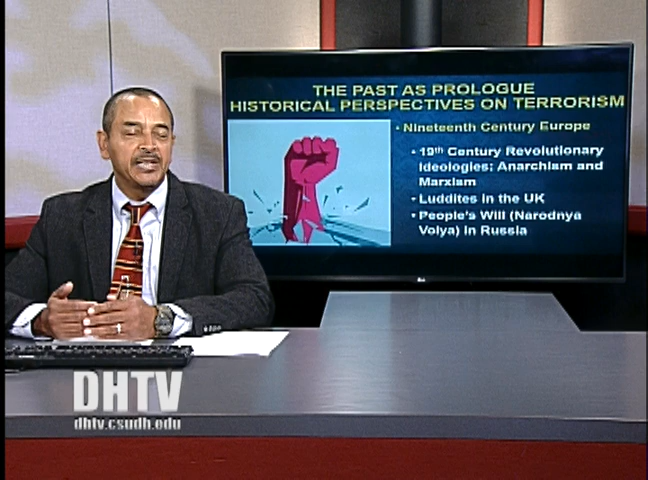 THE PAST AS PROLOGUE
HISTORICAL PERSPECTIVES ON TERRORISM
• Nineteenth Century Europe
• 19th Century Revolutionary
Ideologies: Anarchism and
Marxism
• Luddites in the UK
• People's Will (Narodnya
Volya) in Russia
DHTV
dhtv.csudh.edu